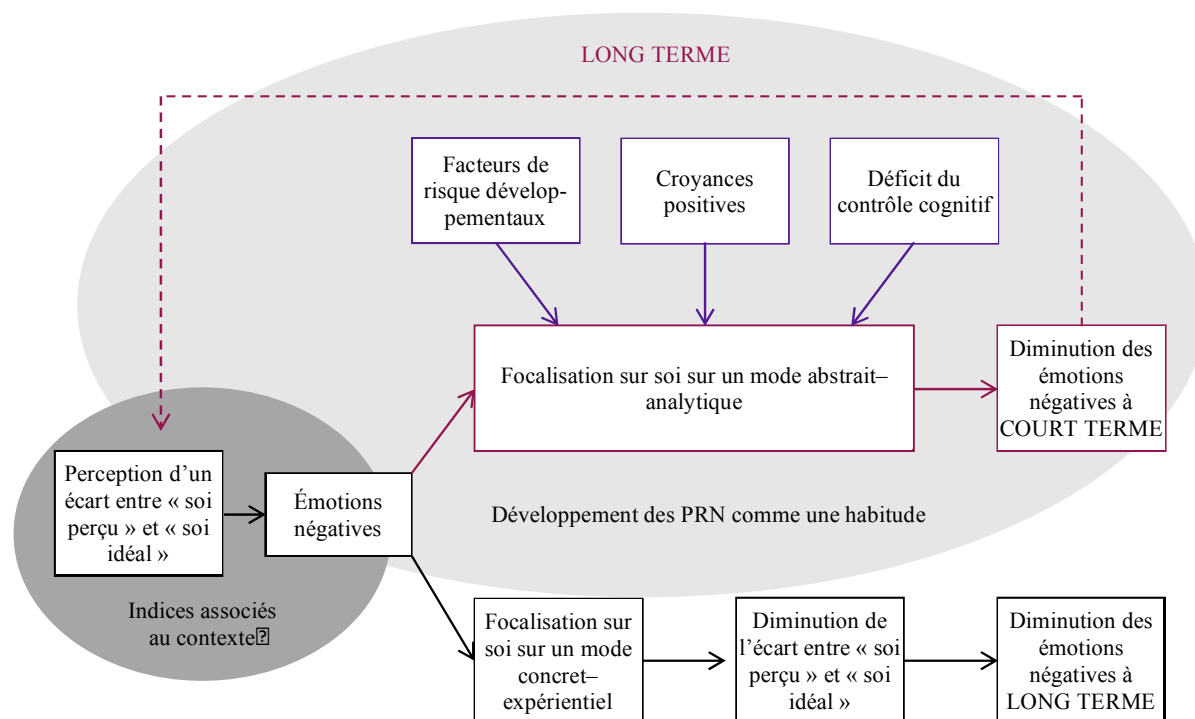 LONG TERME
Facteurs de
risque dévelop-
pementaux
Croyances
positives
Déficit du
contrôle cognitif
Focalisation sur soi sur un mode abstrait–
analytique
Diminution des
émotions
négatives à
COURT TERME
Perception d’un
écart entre « soi
perçu » et « soi
idéal »
Émotions
négatives
Développement des PRN comme une habitude
Indices associés
au contexte
Focalisation sur
soi sur un mode
concret–
expérientiel
Diminution de
l’écart entre « soi
perçu » et « soi
idéal »
Diminution des
émotions
négatives à
LONG TERME